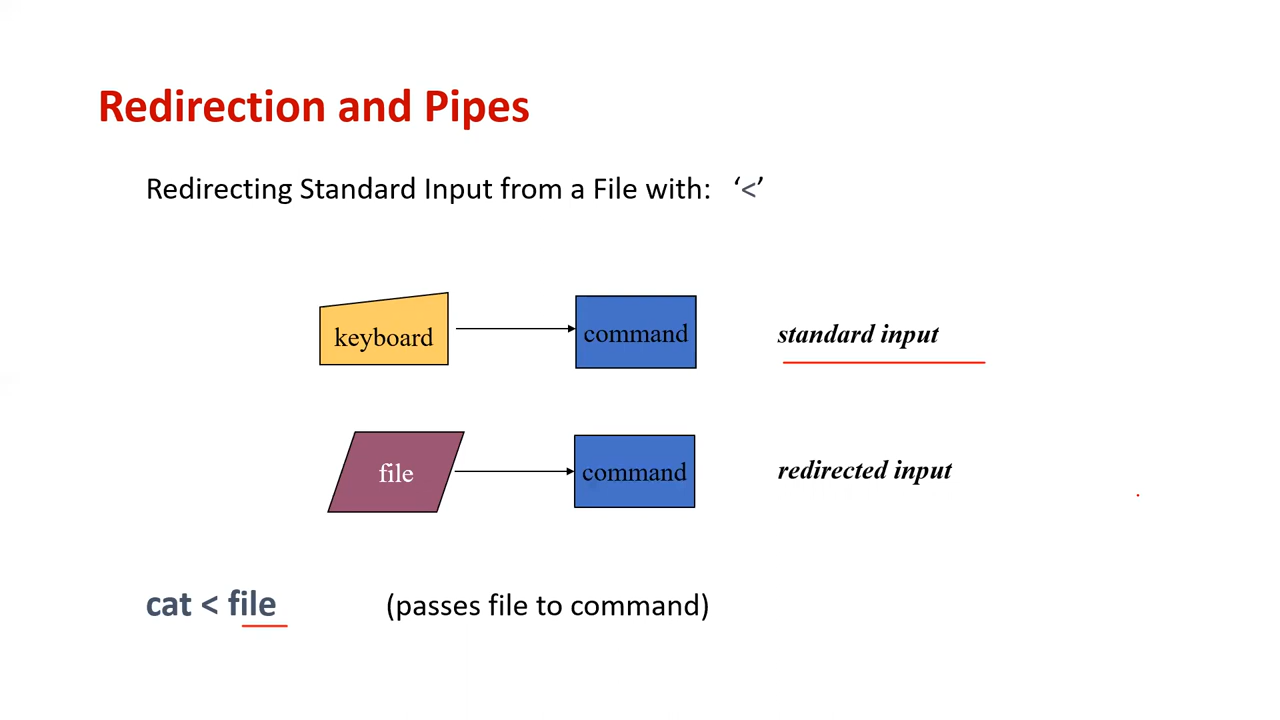 Redirection and Pipes
Redirecting Standard Input from a File with: ‘<’
keyboard
command
standard input
file
command
redirected input
cat < file
(passes file to command)